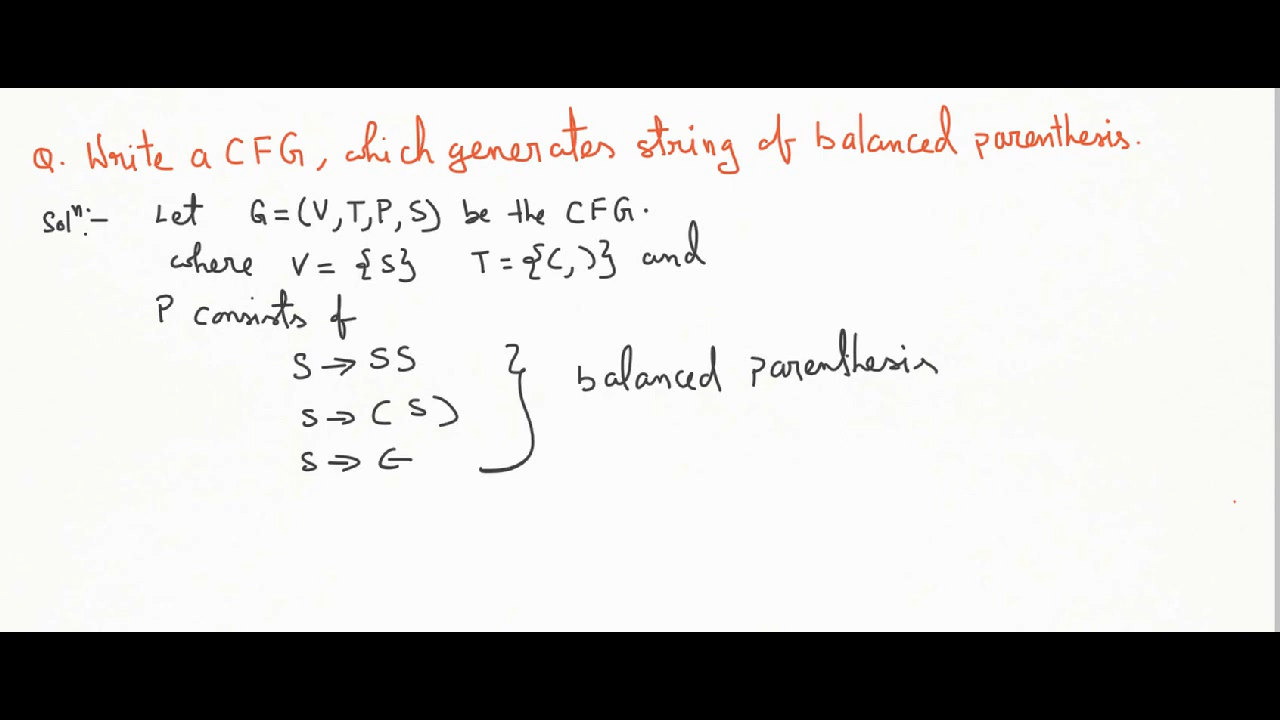 Q. Write a CFG, which generates string of balanced parenthesis.
Solⁿ:- Let G = (V, T, P, S) be the CFG.
where V = {S} T = {(, )} and
P consists of
S → SS
S → (S)
S → ϵ
balanced parenthesis